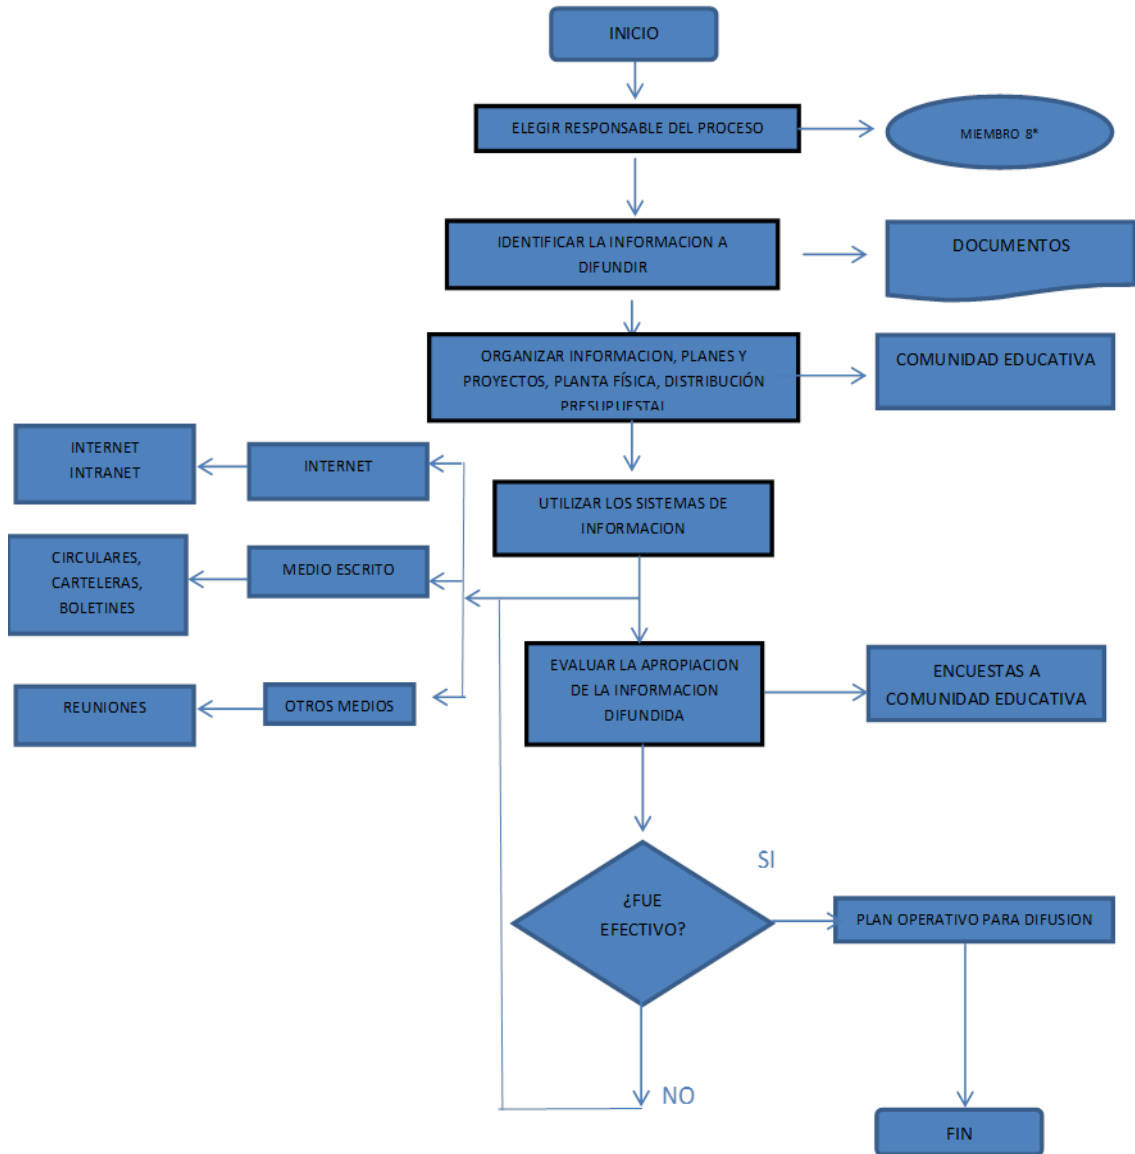 INICIO
ELEGIR RESPONSABLE DEL PROCESO
MIEMBRO 8*
IDENTIFICAR LA INFORMACION A
DIFUNDIR
DOCUMENTOS
ORGANIZAR INFORMACION, PLANES Y
PROYECTOS, PLANTA FÍSICA, DISTRIBUCIÓN
PRESUPUESTAL
COMUNIDAD EDUCATIVA
INTERNET
INTRANET
INTERNET
UTILIZAR LOS SISTEMAS DE
INFORMACION
CIRCULARES,
CARTELERAS,
BOLETINES
MEDIO ESCRITO
EVALUAR LA APROPIACION
DE LA INFORMACION
DIFUNDIDA
ENCUESTAS A
COMUNIDAD EDUCATIVA
REUNIONES
OTROS MEDIOS
SI
¿FUE
EFECTIVO?
PLAN OPERATIVO PARA DIFUSION
NO
FIN